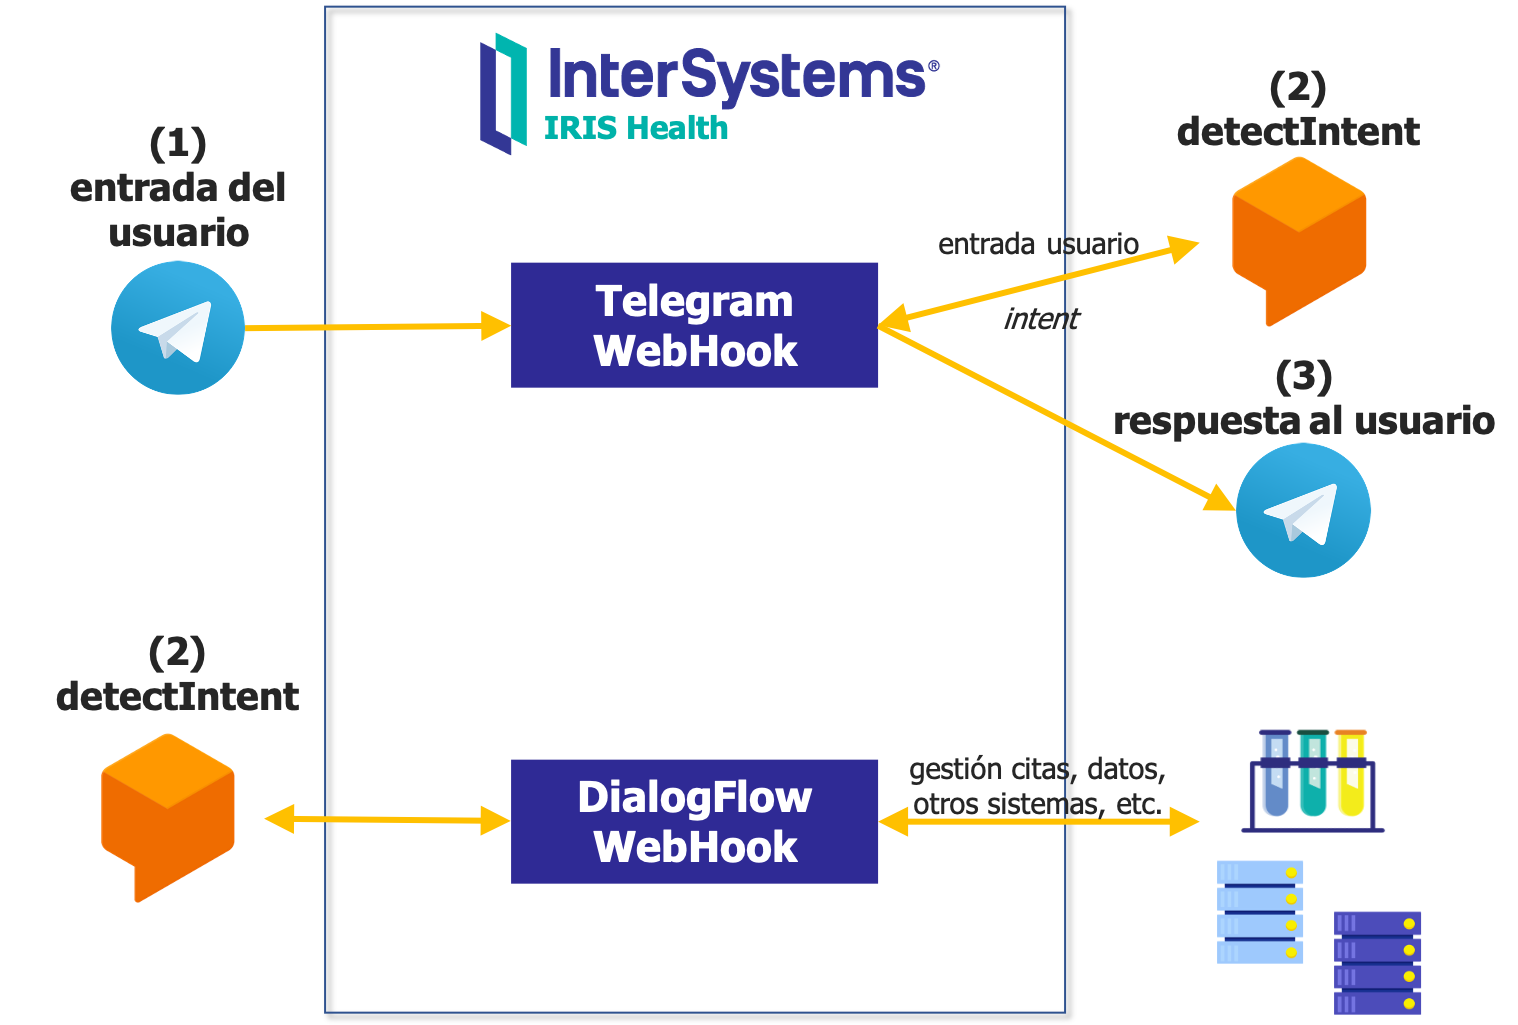 InterSystems®
IRIS Health
(1)
entrada del
usuario
(2)
detectIntent
Telegram
WebHook
entrada usuario
intent
(3)
respuesta al usuario
(2)
detectIntent
DialogFlow
WebHook
gestión citas, datos,
otros sistemas, etc.